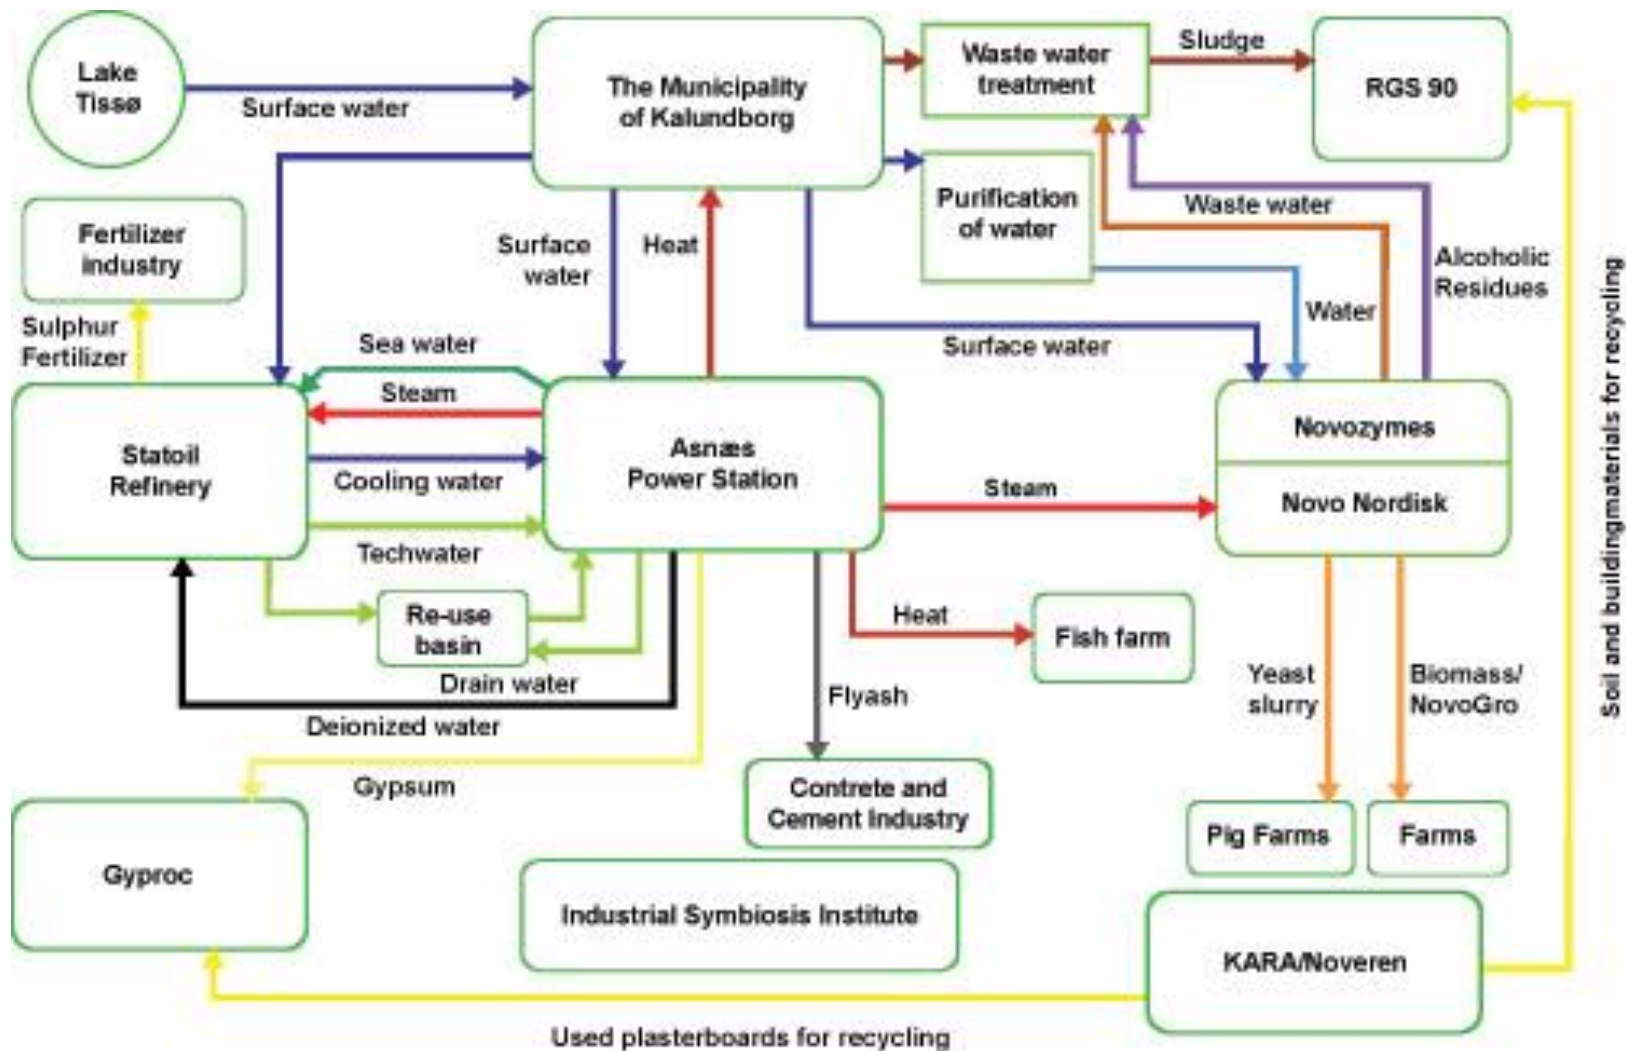 Lake
Tissø
Surface water
The Municipality
of Kalundborg
Waste water
treatment
Sludge
RGS 90
Purification
of water
Waste water
Alcoholic
Residues
Water
Surface water
Fertilizer
industry
Surface
water
Heat
Sulphur
Fertilizer
Sea water
Steam
Statoil
Refinery
Cooling water
Techwater
Asnæs
Power Station
Steam
Novozymes
Novo Nordisk
Re-use
basin
Drain water
Deionized water
Heat
Fish farm
Flyash
Yeast
slurry
Biomass/
NovoGro
Soil and buildingmaterials for recycling
Gypsum
Contrete and
Cement Industry
Pig Farms
Farms
Gyproc
Industrial Symbiosis Institute
KARA/Noveren
Used plasterboards for recycling